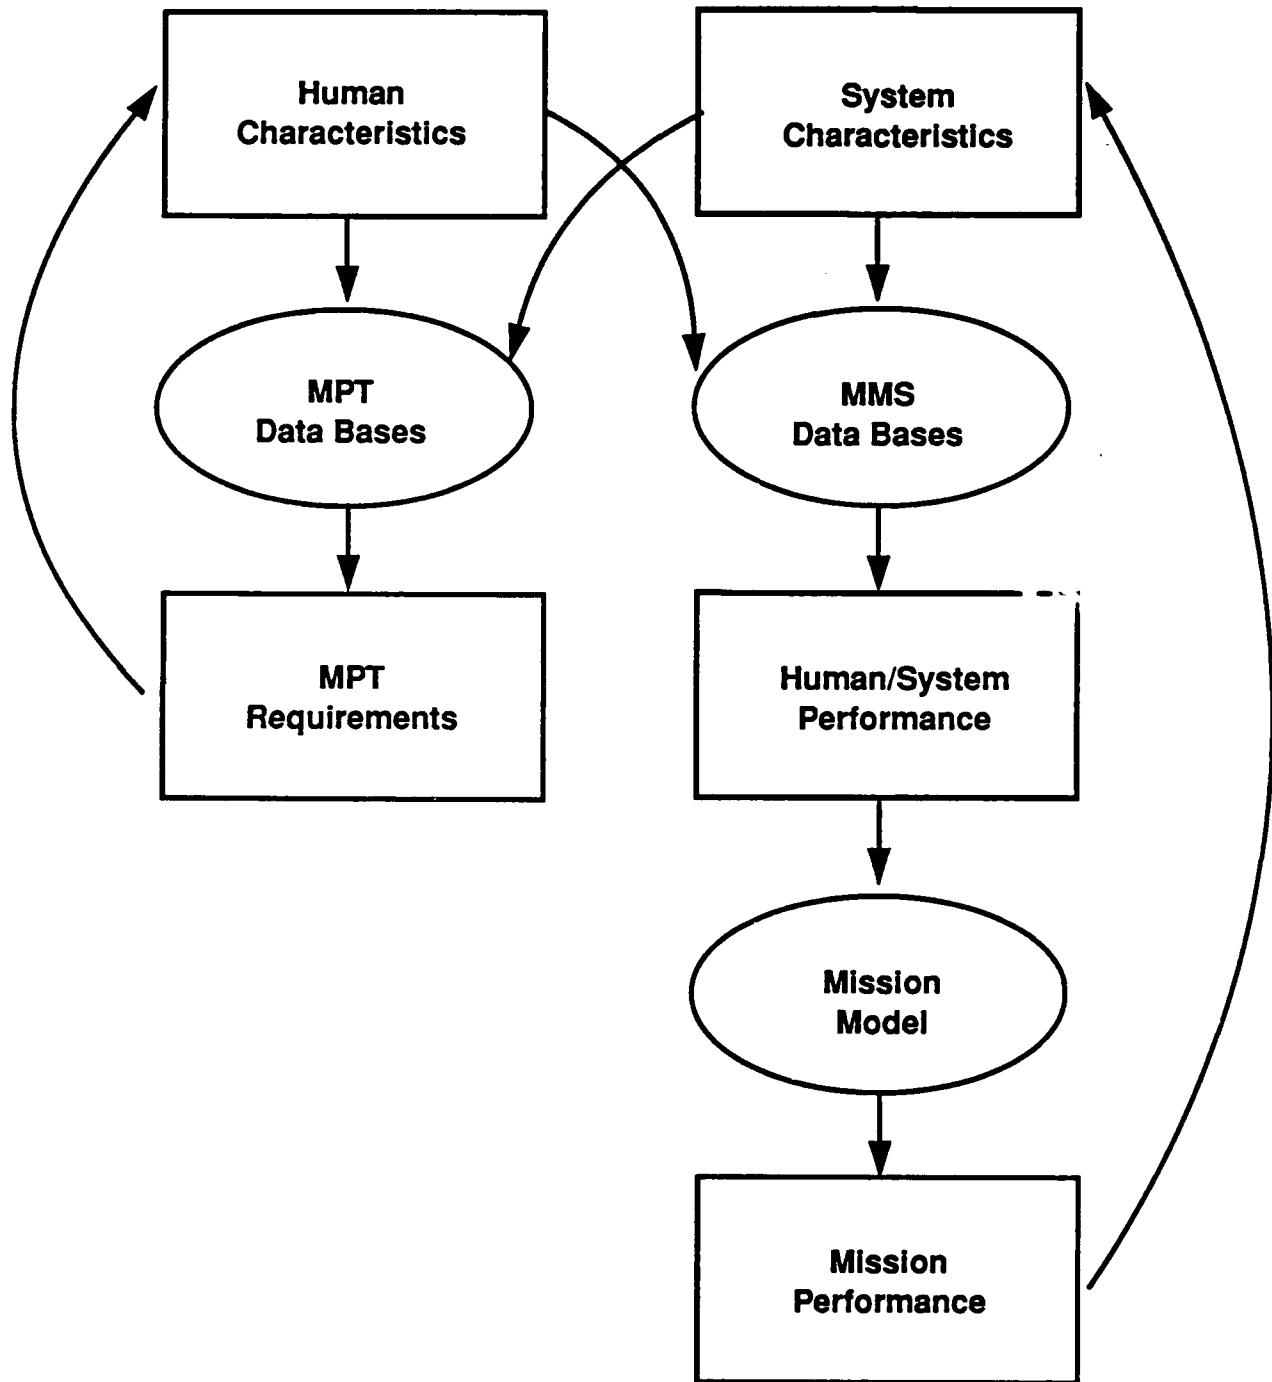 Human
Characteristics
System
Characteristics
MPT
Data Bases
MMS
Data Bases
MPT
Requirements
Human/System
Performance
Mission
Model
Mission
Performance